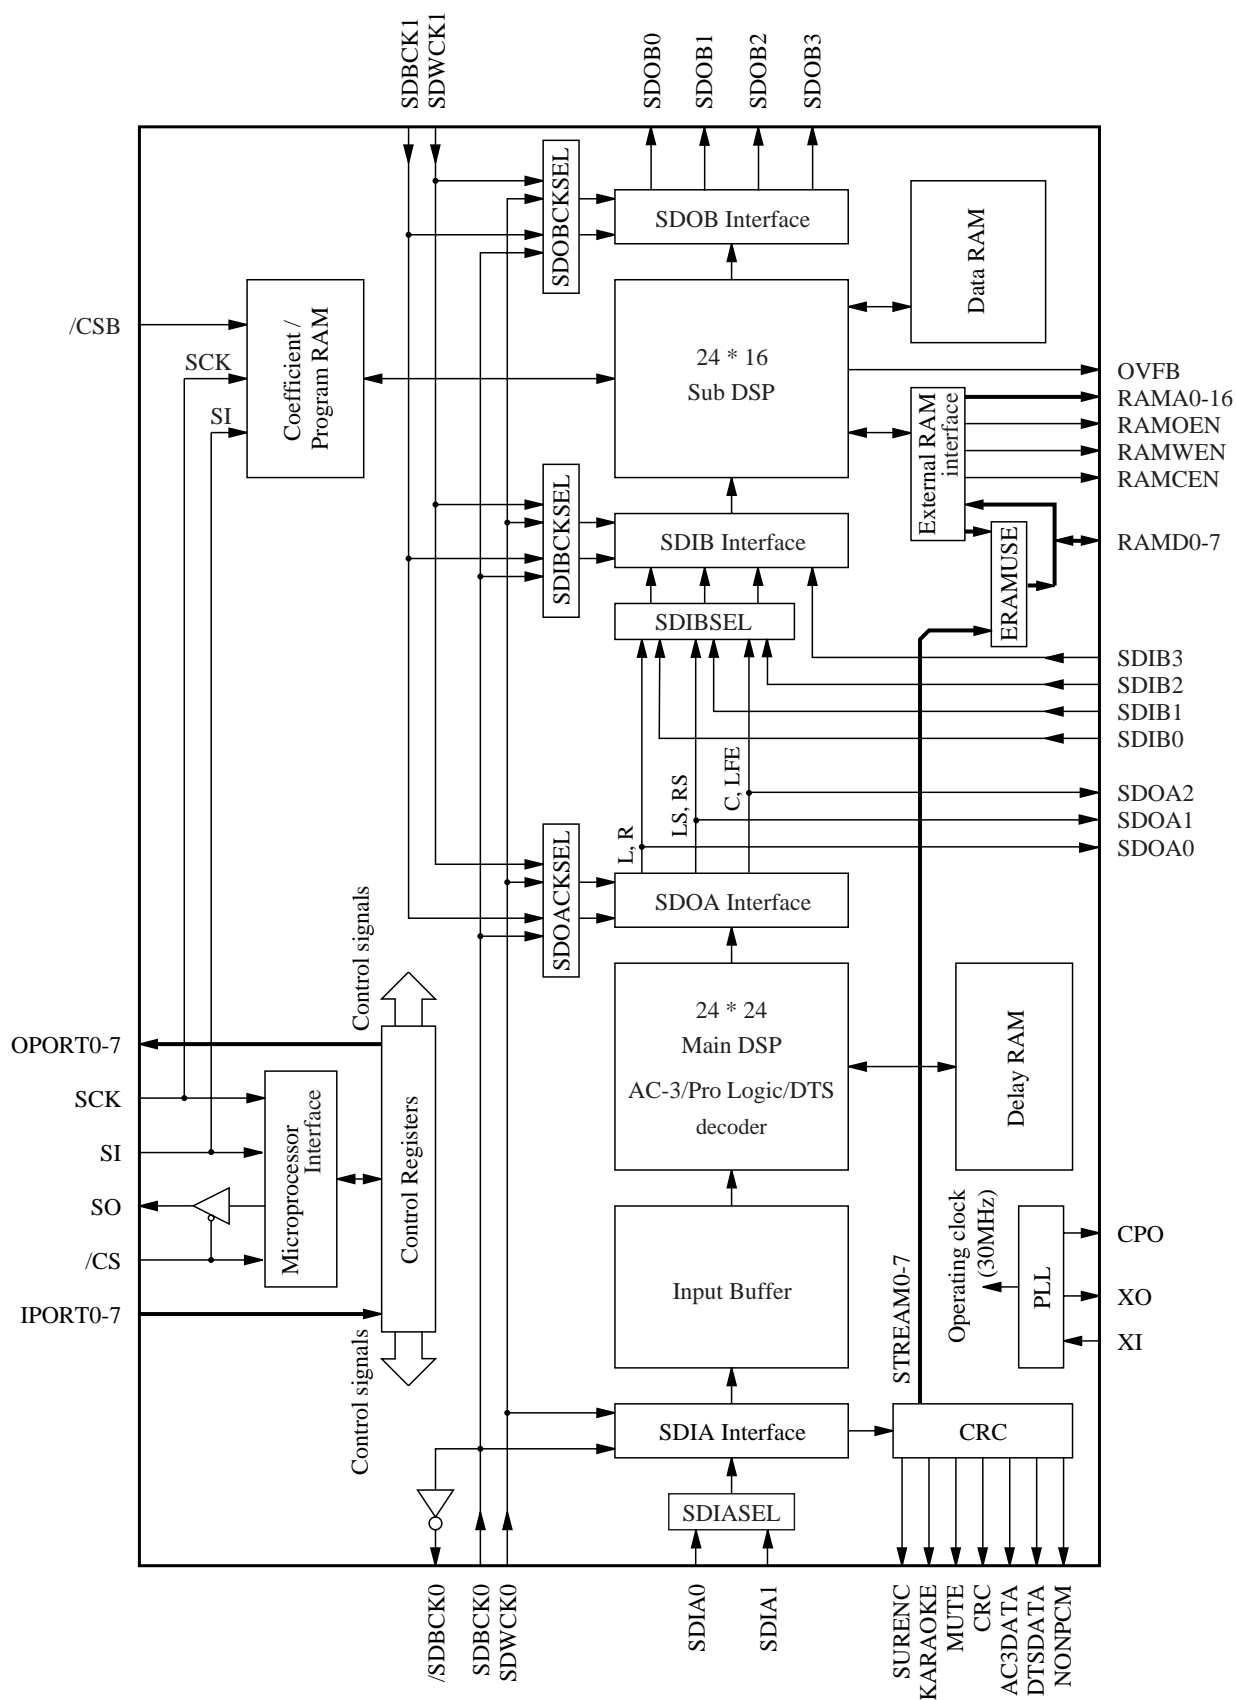 SDBCK1
SDWCK1
SDOB0
SDOB1
SDOB2
SDOB3
SDOBCKSEL
SDOB Interface
Data RAM
/CSB
SCK
SI
Coefficient /
Program RAM
24 * 16
Sub DSP
External RAM
interface
OVFB
RAMA0-16
RAMOEN
RAMWEN
RAMCEN
RAMD0-7
SDIBCKSEL
SDIB Interface
ERAMUSE
SDIBSEL
SDIB3
SDIB2
SDIB1
SDIB0
L, R
LS, RS
C, LFE
SDOA2
SDOA1
SDOA0
SDOACKSEL
SDOA Interface
Control signals
OPORT0-7
SCK
SI
SO
/CS
IPORT0-7
Microprocessor
Interface
Control Registers
Control signals
24 * 24
Main DSP
AC-3/Pro Logic/DTS
decoder
Delay RAM
Input Buffer
STREAM0-7
Operating clock
(30MHz)
PLL
CPO
XO
XI
SDIA Interface
CRC
SDIASEL
/SDBCK0
SDBCK0
SDWCK0
SDIA0
SDIA1
SURENC
KARAOKE
MUTE
CRC
AC3DATA
DTSDATA
NONPCM